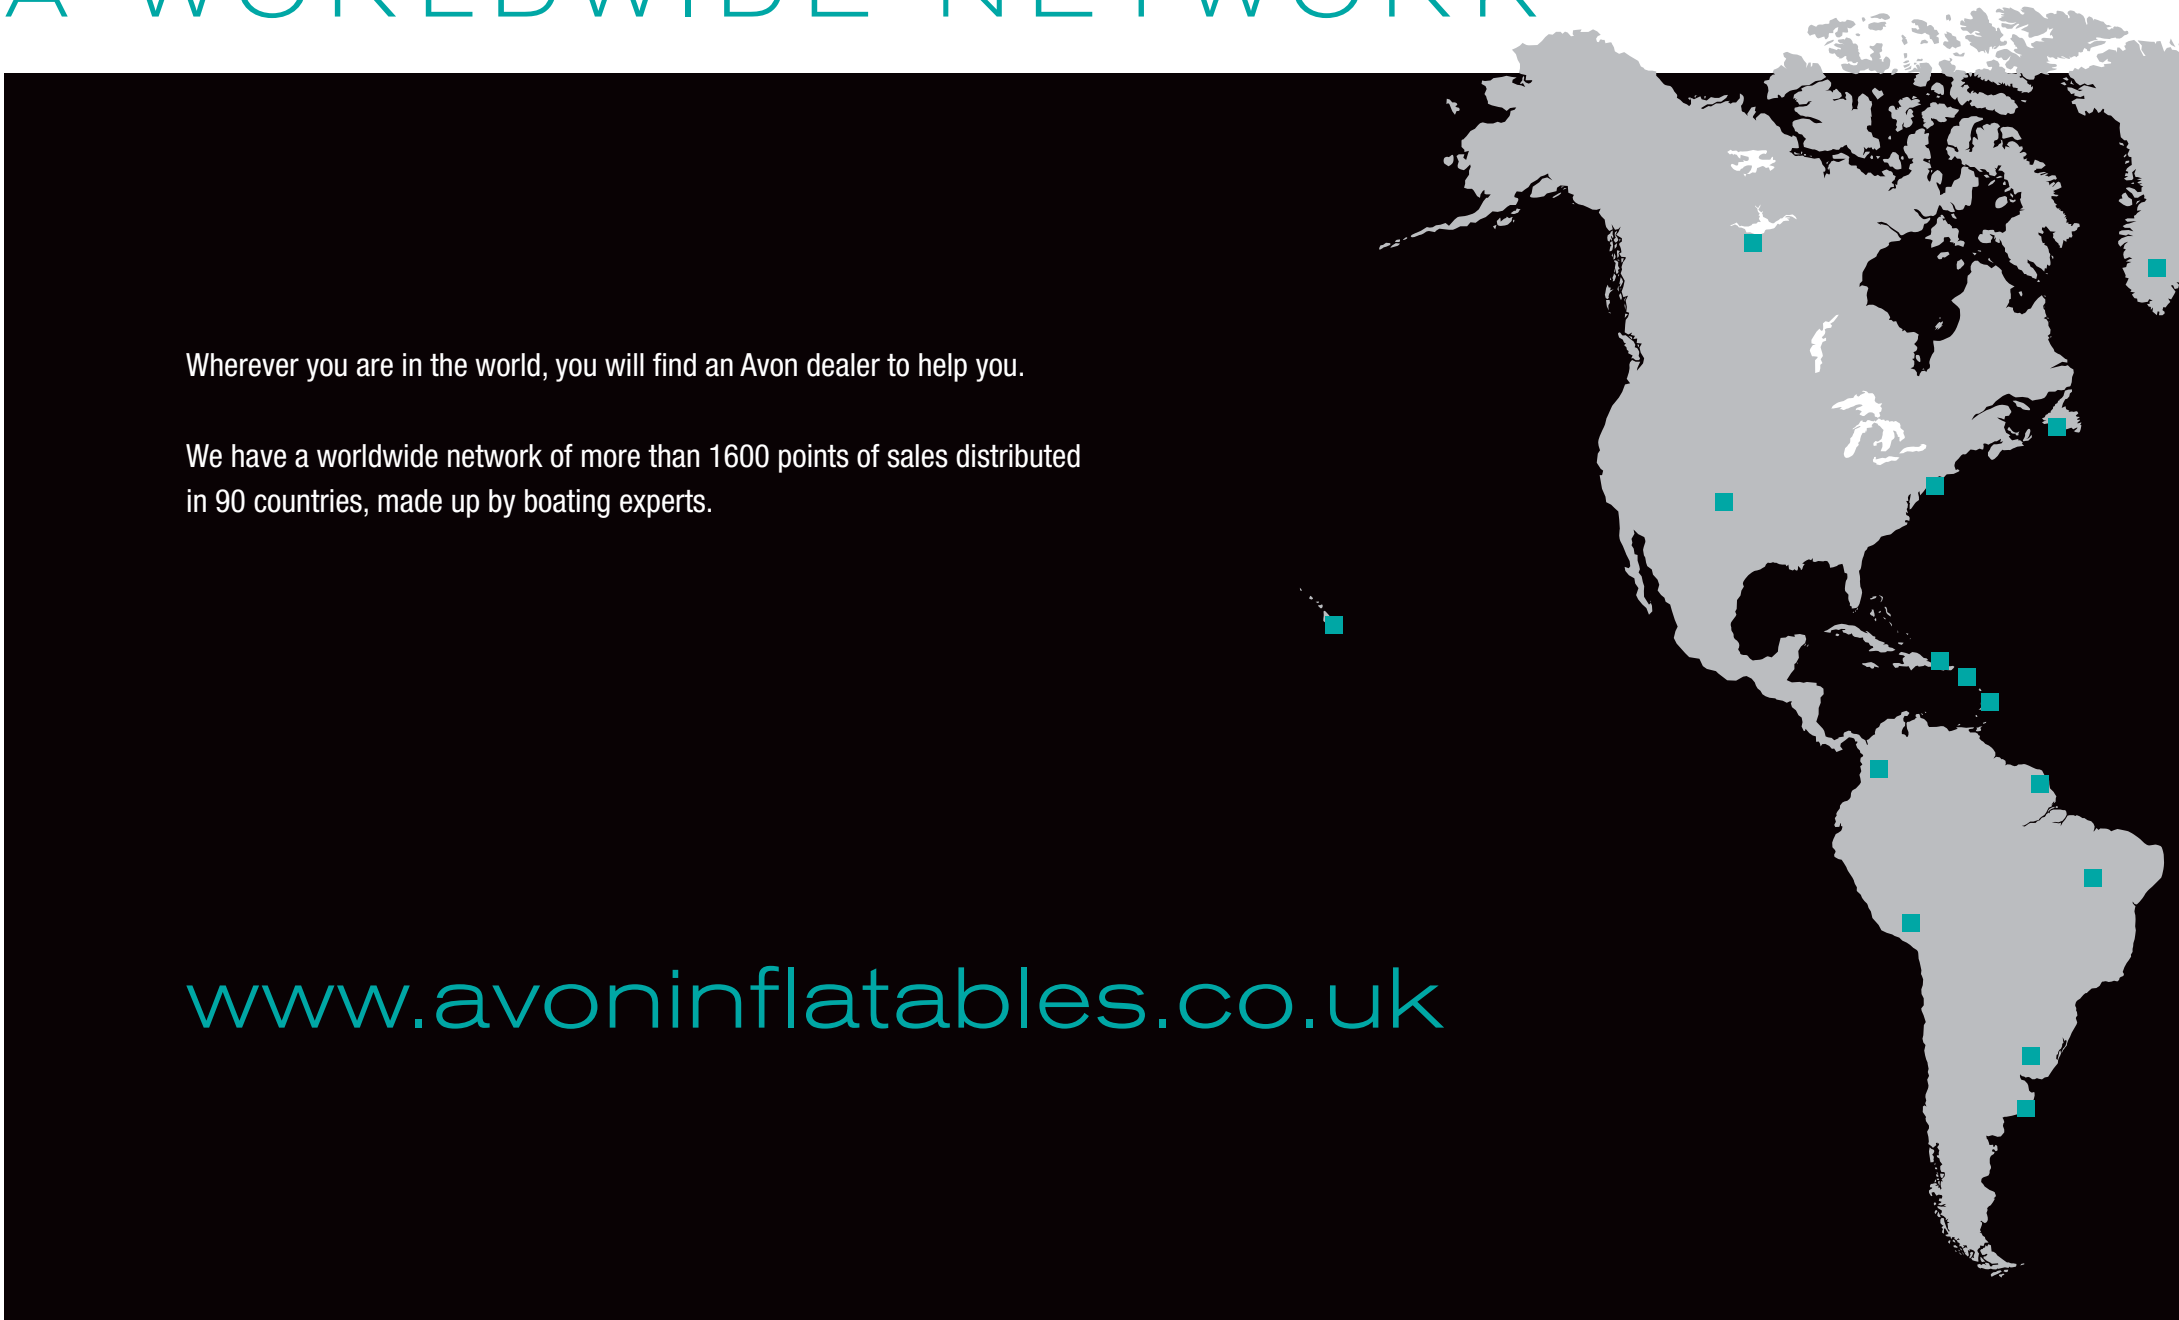 A WORLDWIDE NETWORK
Wherever you are in the world, you will find an Avon dealer to help you.
We have a worldwide network of more than 1600 points of sales distributed
in 90 countries, made up by boating experts.
www.avoninflatables.co.uk